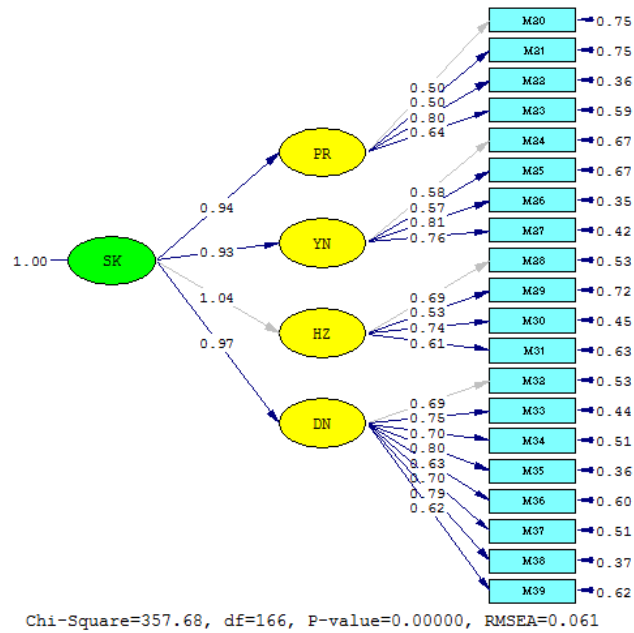 M20 0.75
M21 0.75
M22 0.36
M23 0.59
M24 0.67
M25 0.67
M26 0.35
M27 0.42
M28 0.53
M29 0.72
M30 0.45
M31 0.63
M32 0.53
M33 0.44
M34 0.51
M35 0.36
M36 0.60
M37 0.51
M38 0.37
M39 0.62
0.50
0.50
0.80
0.64
0.58
0.57
0.81
0.76
0.69
0.53
0.74
0.61
0.69
0.75
0.70
0.80
0.63
0.70
0.79
0.62
PR
YN
HZ
DN
0.94
0.93
1.04
0.97
1.00
SK
Chi-Square=357.68, df=166, P-value=0.00000, RMSEA=0.061